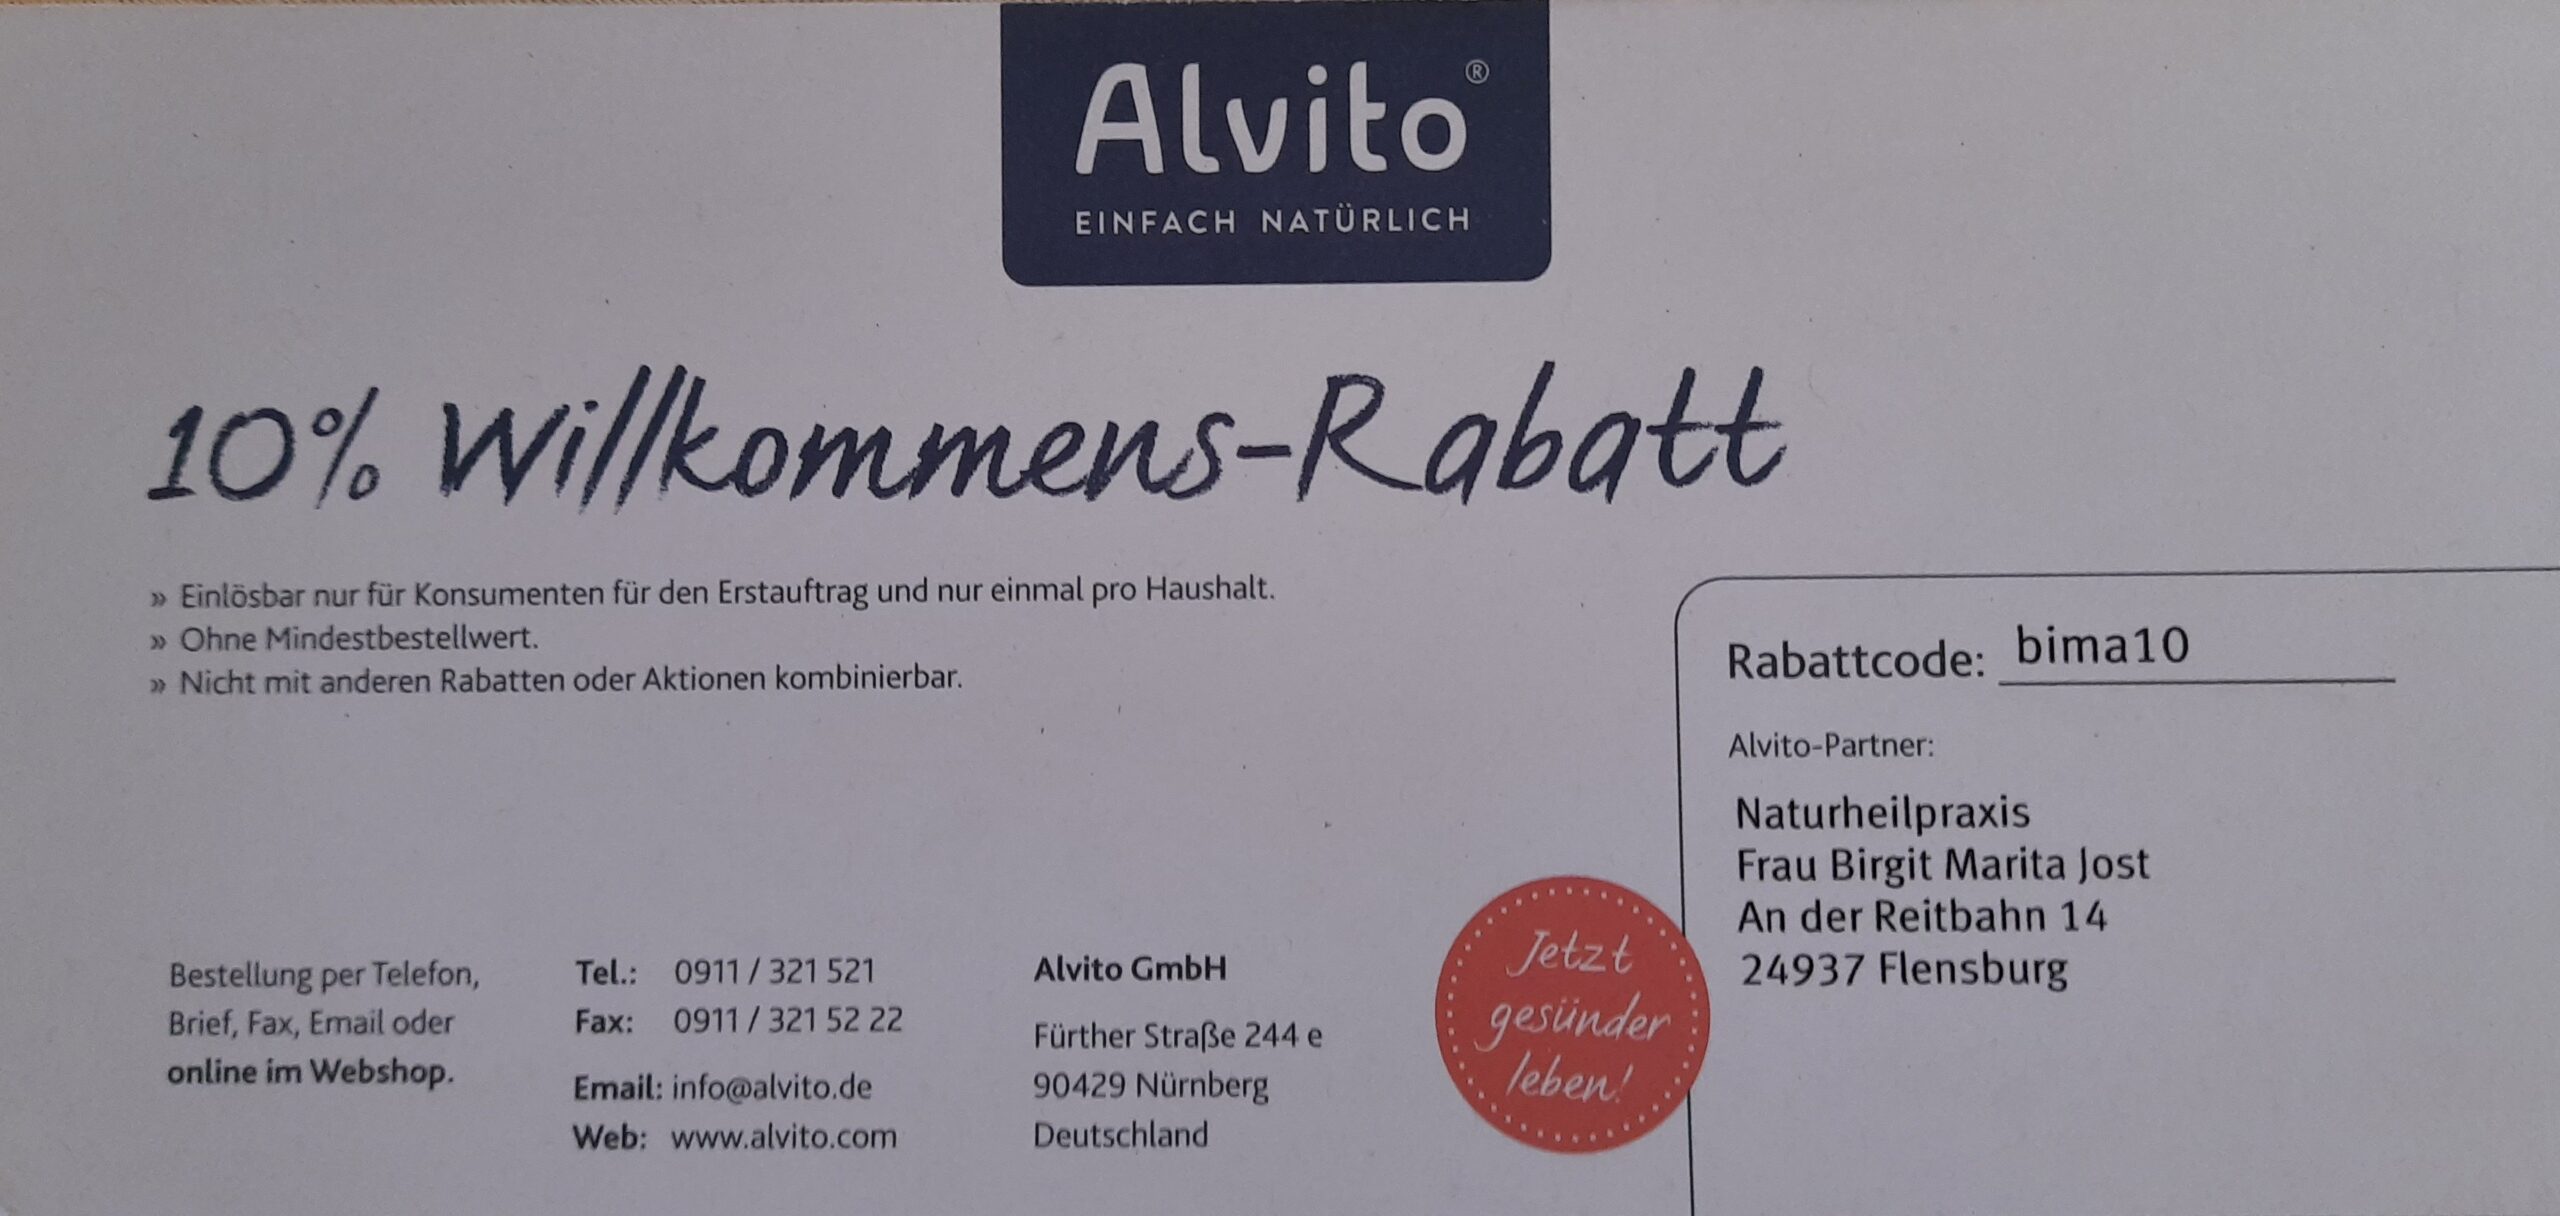 Alvito®
EINFACH NATÜRLICH
10% Willkommens-Rabatt
» Einlösbar nur für Konsumenten für den Erstauftrag und nur einmal pro Haushalt.
» Ohne Mindestbestellwert.
» Nicht mit anderen Rabatten oder Aktionen kombinierbar.
Rabattcode: bima10
Alvito-Partner:
Naturheilpraxis
Frau Birgit Marita Jost
An der Reitbahn 14
24937 Flensburg
Bestellung per Telefon,
Brief, Fax, Email oder
online im Webshop.
Tel.: 0911 / 321 521
Fax: 0911 / 321 52 22
Email: info@alvito.de
Web: www.alvito.com
Alvito GmbH
Fürther Straße 244 e
90429 Nürnberg
Deutschland
Jetzt
gesünder
leben!